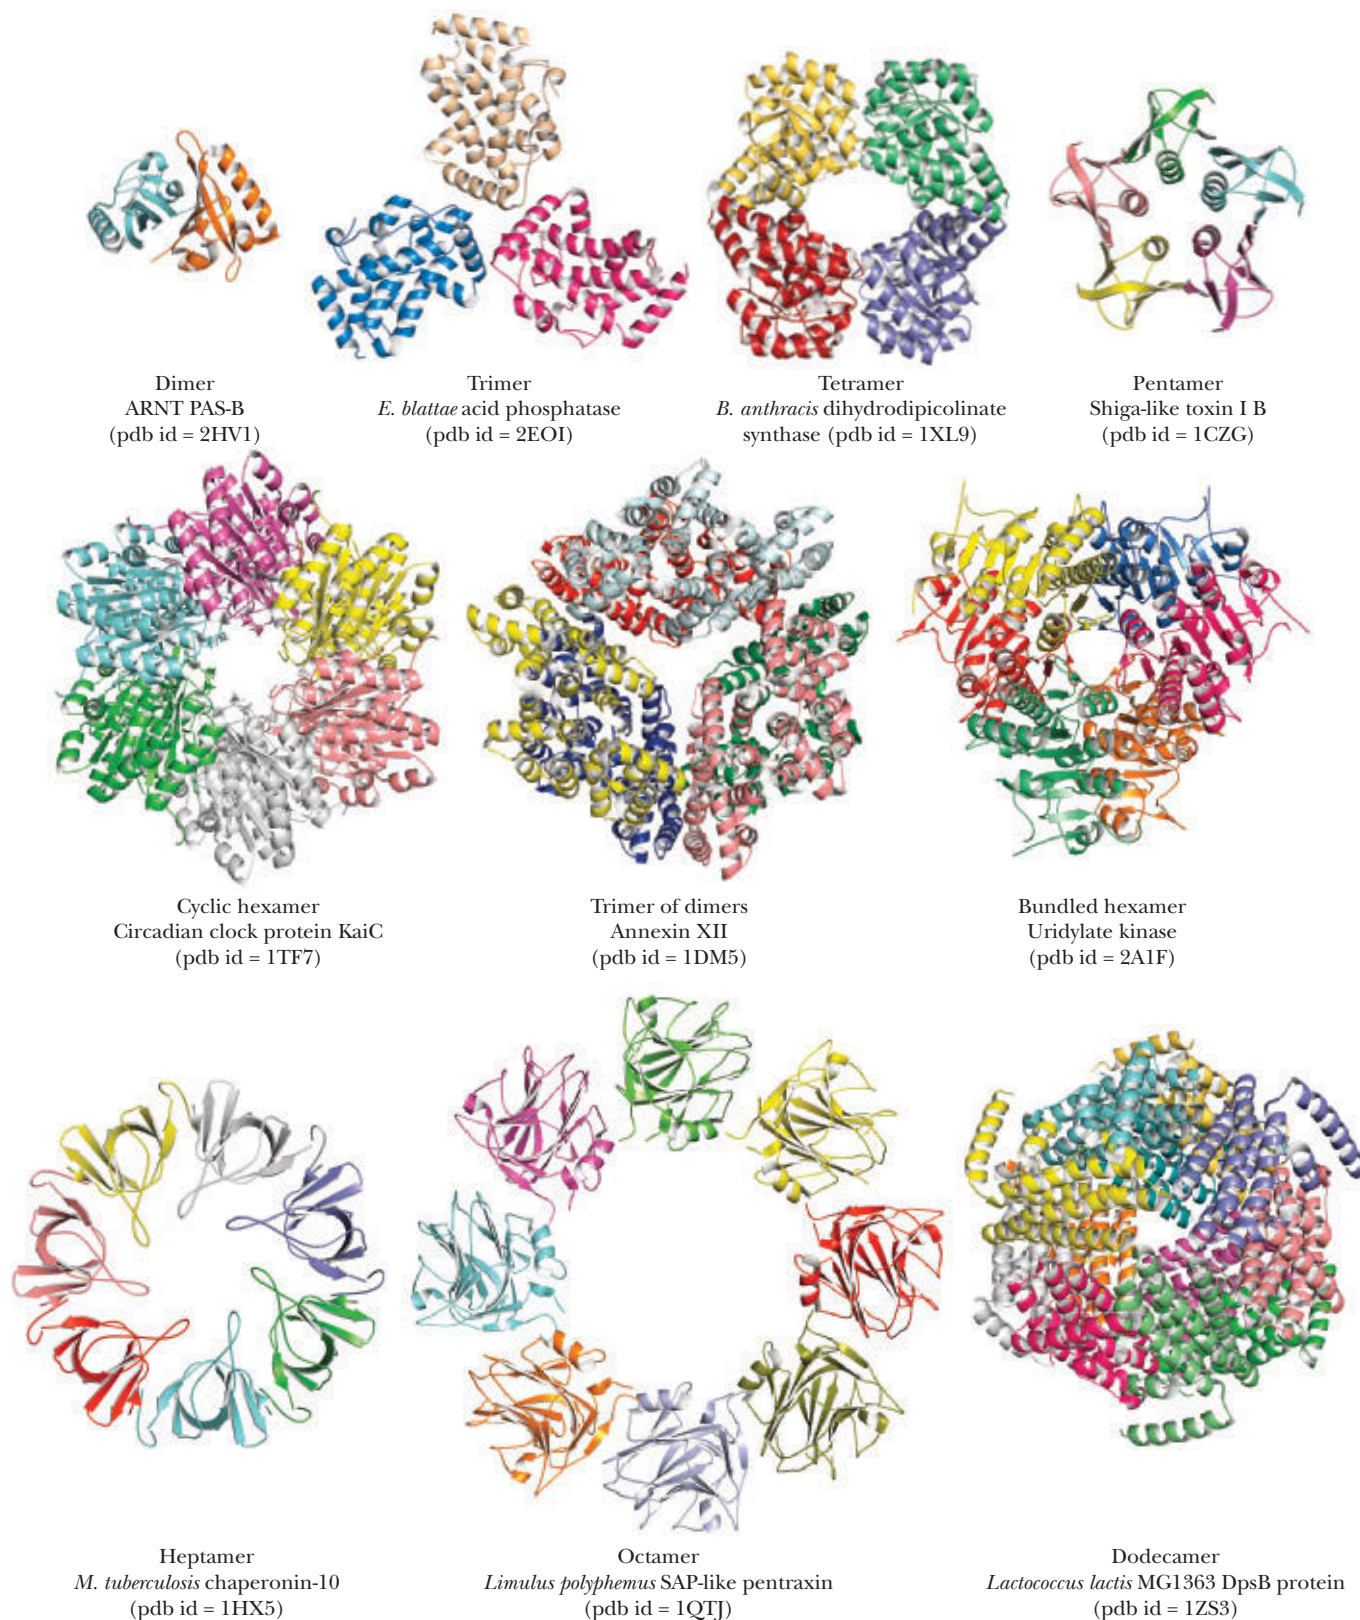 Dimer
ARNT PAS-B
(pdb id = 2HV1)
Trimer
E. blattae acid phosphatase
(pdb id = 2EOI)
Tetramer
B. anthracis dihydrodipicolinate
synthase (pdb id = 1XL9)
Pentamer
Shiga-like toxin I B
(pdb id = 1CZG)
Cyclic hexamer
Circadian clock protein KaiC
(pdb id = 1TF7)
Trimer of dimers
Annexin XII
(pdb id = 1DM5)
Bundled hexamer
Uridylate kinase
(pdb id = 2A1F)
Heptamer
M. tuberculosis chaperonin-10
(pdb id = 1HX5)
Octamer
Limulus polyphemus SAP-like pentraxin
(pdb id = 1QTJ)
Dodecamer
Lactococcus lactis MG1363 DpsB protein
(pdb id = 1ZS3)